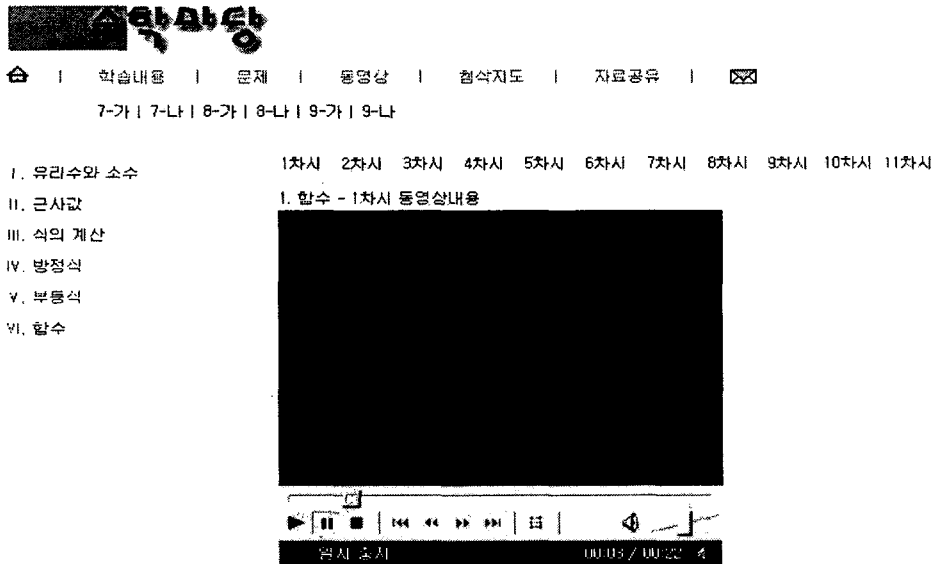 수학마당
학습내용 | 문제 | 동영상 | 첨삭지도 | 자료공유 |
7-가 | 7-나 | 8-가 | 8-나 | 9-가 | 9-나
1차시 2차시 3차시 4차시 5차시 6차시 7차시 8차시 9차시 10차시 11차시
I. 유리수와 소수
II. 근사값
III. 식의 계산
IV. 방정식
V. 부등식
VI. 함수
1. 함수 - 1차시 동영상내용
일시 중지 00:03 / 00:22